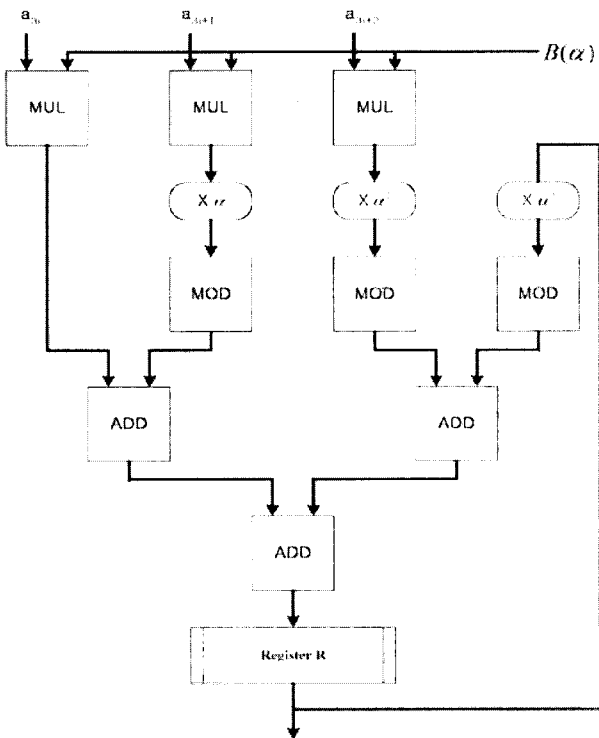 a₃ᵢ a₃ᵢ₊₁ a₃ᵢ₊₂
B(α)
MUL MUL MUL
X α X α X α
MOD MOD MOD
ADD ADD
ADD
Register R